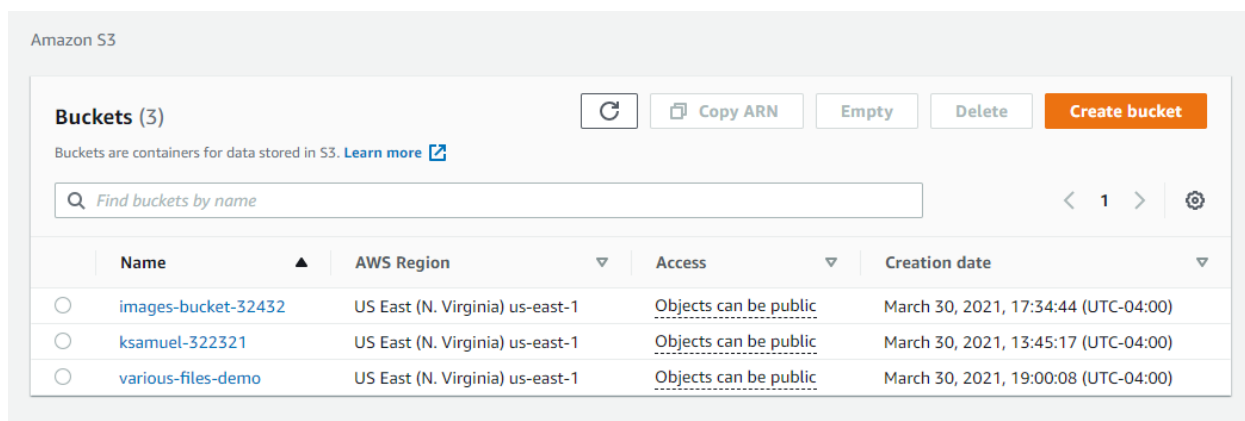 Amazon S3
Buckets (3)
Copy ARN
Empty
Delete
Create bucket
Buckets are containers for data stored in S3. Learn more
Find buckets by name
1
Name AWS Region Access Creation date
images-bucket-32432 US East (N. Virginia) us-east-1 Objects can be public March 30, 2021, 17:34:44 (UTC-04:00)
ksamuel-322321 US East (N. Virginia) us-east-1 Objects can be public March 30, 2021, 13:45:17 (UTC-04:00)
various-files-demo US East (N. Virginia) us-east-1 Objects can be public March 30, 2021, 19:00:08 (UTC-04:00)